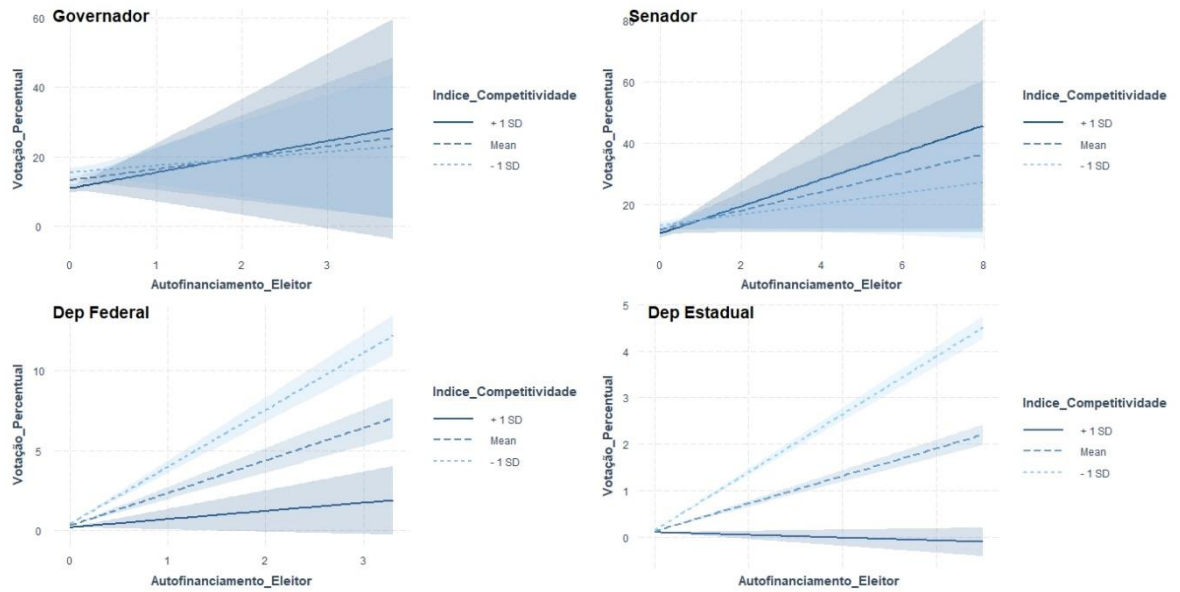 Governador
60
40
20
0
0 1 2 3
Votação_Percentual
Autofinanciamento_Eleitor
Indice_Competitividade
+ 1 SD
Mean
- 1 SD
Senador
80
60
40
20
0 2 4 6 8
Votação_Percentual
Autofinanciamento_Eleitor
Indice_Competitividade
+ 1 SD
Mean
- 1 SD
Dep Federal
10
5
0
0 1 2 3
Votação_Percentual
Autofinanciamento_Eleitor
Indice_Competitividade
+ 1 SD
Mean
- 1 SD
Dep Estadual
5
4
3
2
1
0
Votação_Percentual
Autofinanciamento_Eleitor
Indice_Competitividade
+ 1 SD
Mean
- 1 SD